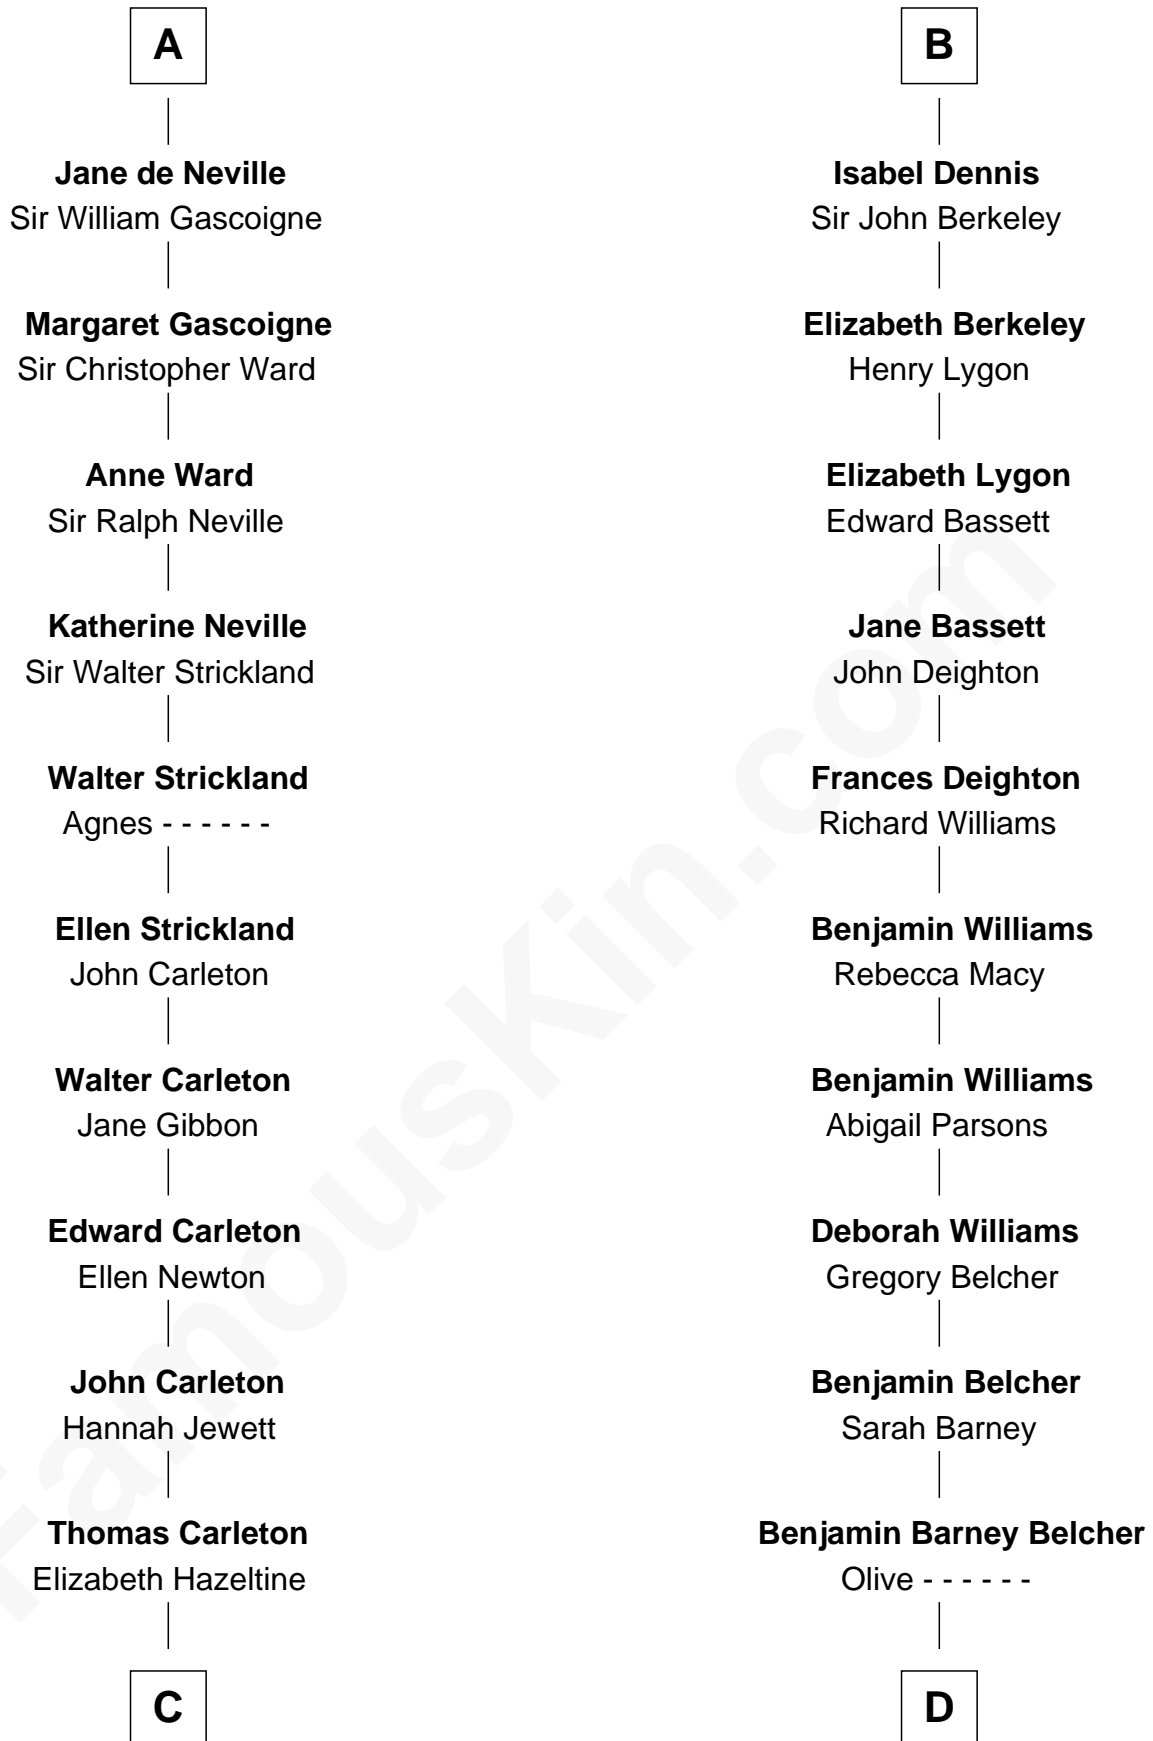 A
Jane de Neville
Sir William Gascoigne
Margaret Gascoigne
Sir Christopher Ward
Anne Ward
Sir Ralph Neville
Katherine Neville
Sir Walter Strickland
Walter Strickland
Agnes - - - - - -
Ellen Strickland
John Carleton
Walter Carleton
Jane Gibbon
Edward Carleton
Ellen Newton
John Carleton
Hannah Jewett
Thomas Carleton
Elizabeth Hazeltine
C
B
Isabel Dennis
Sir John Berkeley
Elizabeth Berkeley
Henry Lygon
Elizabeth Lygon
Edward Bassett
Jane Bassett
John Deighton
Frances Deighton
Richard Williams
Benjamin Williams
Rebecca Macy
Benjamin Williams
Abigail Parsons
Deborah Williams
Gregory Belcher
Benjamin Belcher
Sarah Barney
Benjamin Barney Belcher
Olive - - - - - -
D
FamousKin.com